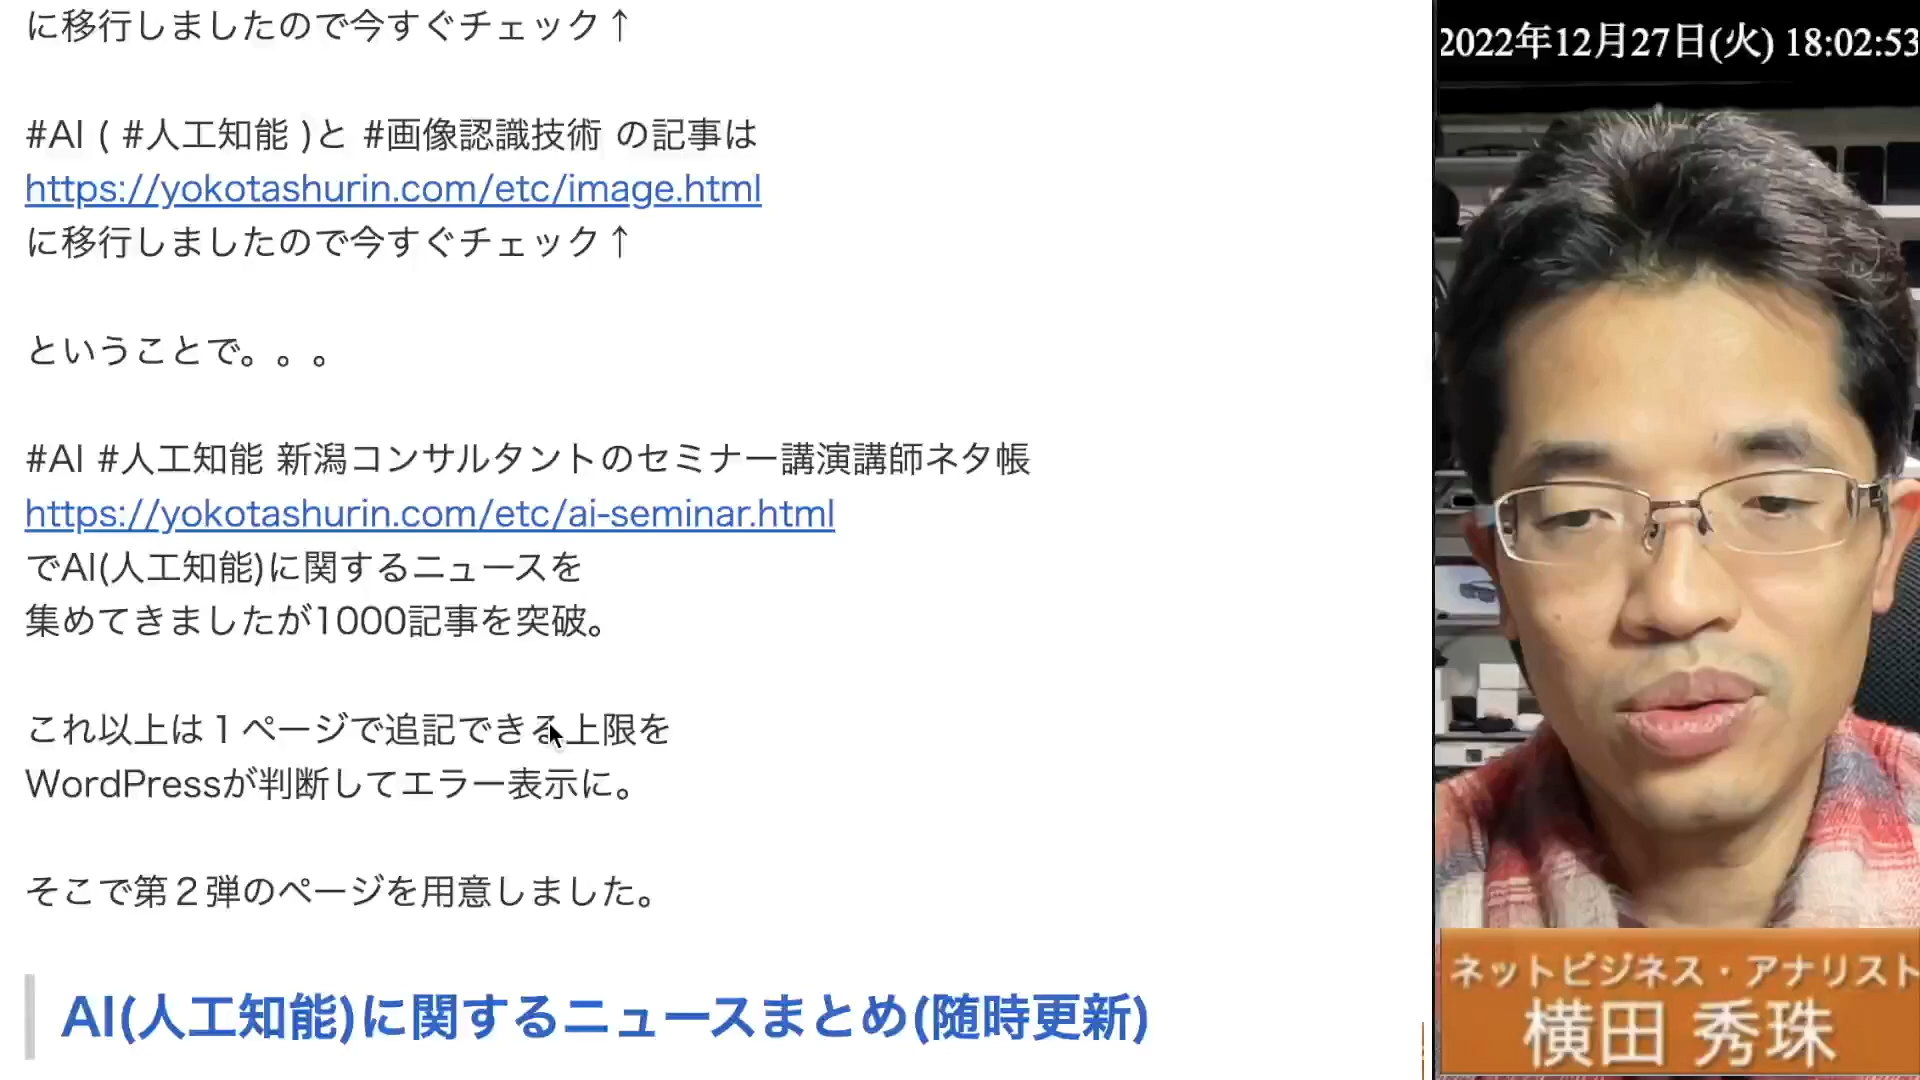 に移行しましたので今すぐチェック↑
#AI ( #人工知能 )と #画像認識技術 の記事は
https://yokotashurin.com/etc/image.html
に移行しましたので今すぐチェック↑
ということで。。。
#AI #人工知能 新潟コンサルタントのセミナー講演講師ネタ帳
https://yokotashurin.com/etc/ai-seminar.html
でAI(人工知能)に関するニュースを
集めてきましたが1000記事を突破。
これ以上は１ページで追記できる上限を
WordPressが判断してエラー表示に。
そこで第２弾のページを用意しました。
AI(人工知能)に関するニュースまとめ(随時更新)
2022年12月27日(火) 18:02:53
ネットビジネス・アナリスト
横田 秀珠